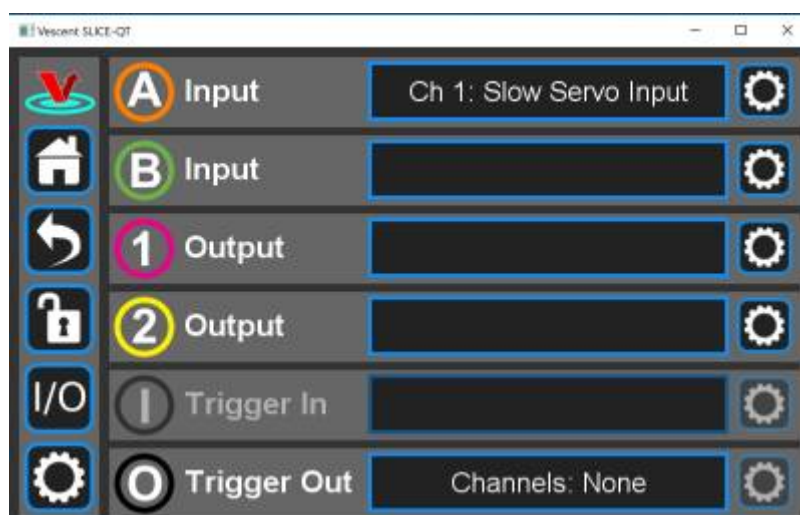 Vescent SLICE-QT
A Input Ch 1: Slow Servo Input
B Input
1 Output
2 Output
I/O I Trigger In
O Trigger Out Channels: None